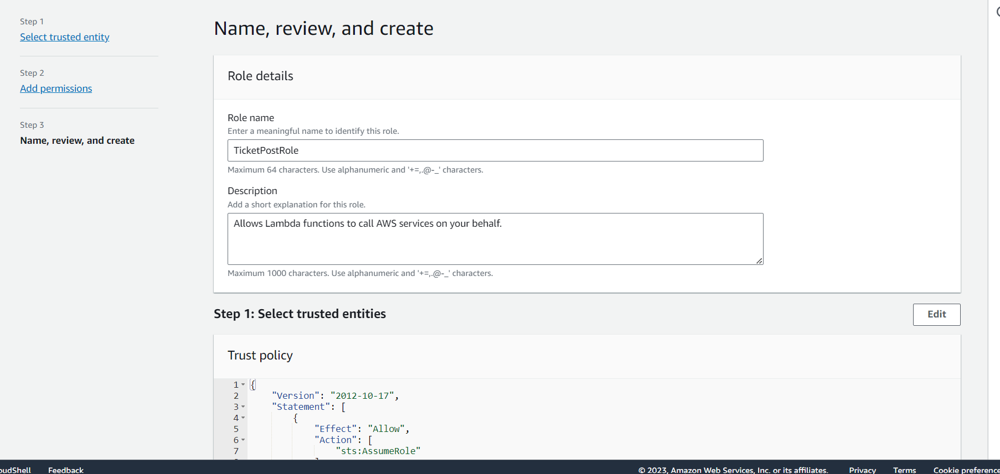 Step 1
Select trusted entity
Step 2
Add permissions
Step 3
Name, review, and create
Name, review, and create
Role details
Role name
Enter a meaningful name to identify this role.
TicketPostRole
Maximum 64 characters. Use alphanumeric and '+=,.@-_' characters.
Description
Add a short explanation for this role.
Allows Lambda functions to call AWS services on your behalf.
Maximum 1000 characters. Use alphanumeric and '+=,.@-_' characters.
Step 1: Select trusted entities
Edit
Trust policy
1 {
2 "Version": "2012-10-17",
3 "Statement": [
4 {
5 "Effect": "Allow",
6 "Action": [
7 "sts:AssumeRole"
oudShell Feedback © 2023, Amazon Web Services, Inc. or its affiliates. Privacy Terms Cookie preference